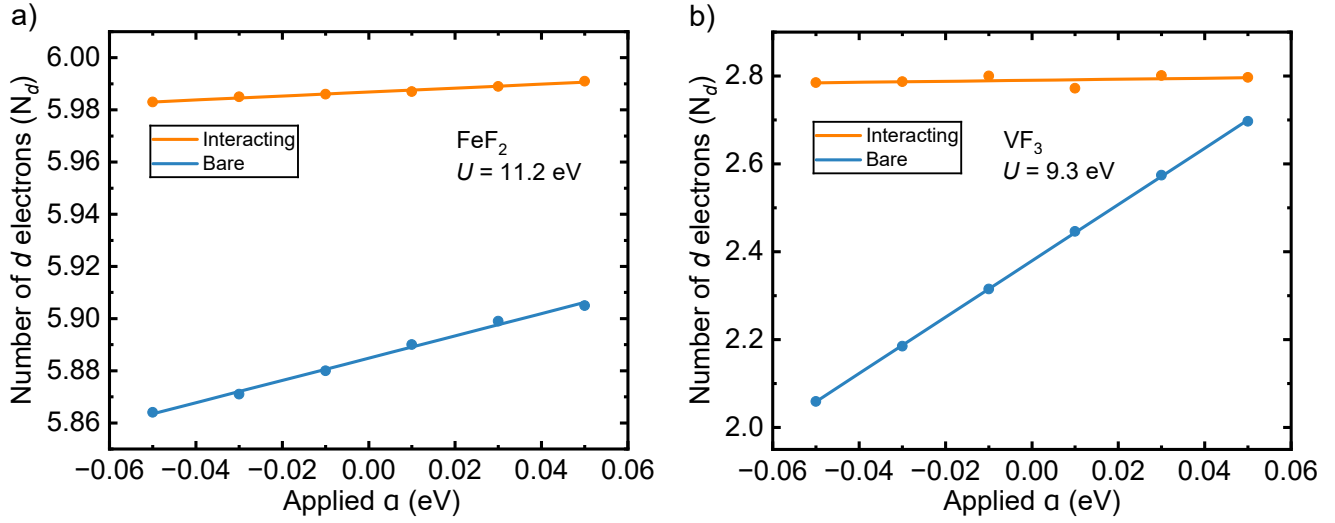 a)
Number of d electrons (N_d)
6.00
5.98
5.96
5.94
5.92
5.90
5.88
5.86
Interacting
Bare
FeF₂
U = 11.2 eV
−0.06 −0.04 −0.02 0.00 0.02 0.04 0.06
Applied ɑ (eV)
b)
Number of d electrons (N_d)
2.8
2.6
2.4
2.2
2.0
Interacting
Bare
VF₃
U = 9.3 eV
−0.06 −0.04 −0.02 0.00 0.02 0.04 0.06
Applied ɑ (eV)